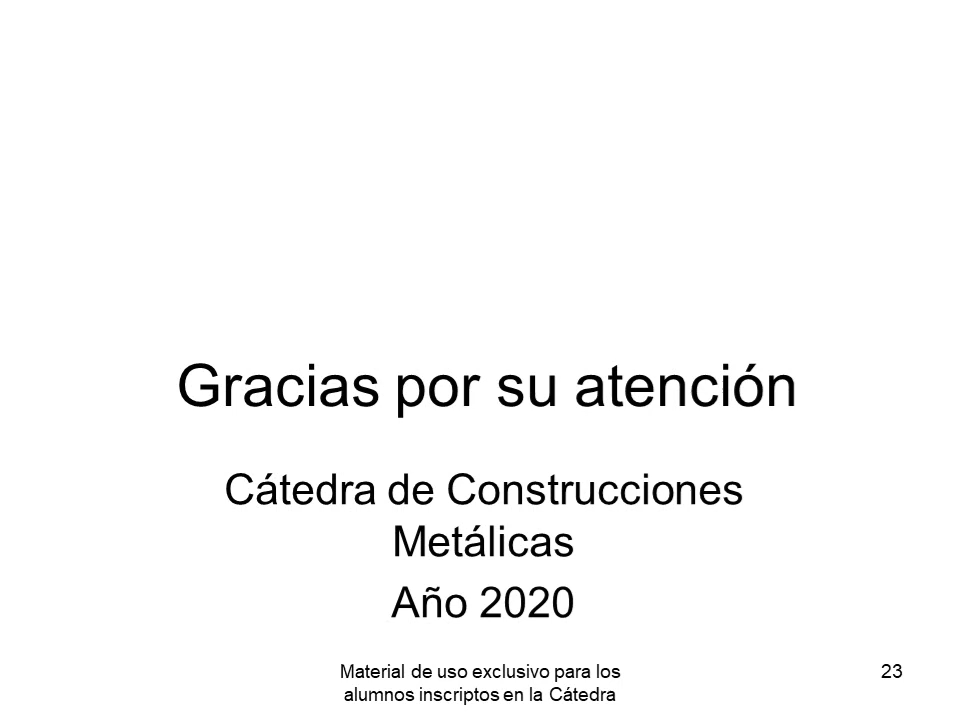 Gracias por su atención
Cátedra de Construcciones
Metálicas
Año 2020
Material de uso exclusivo para los
alumnos inscriptos en la Cátedra
23